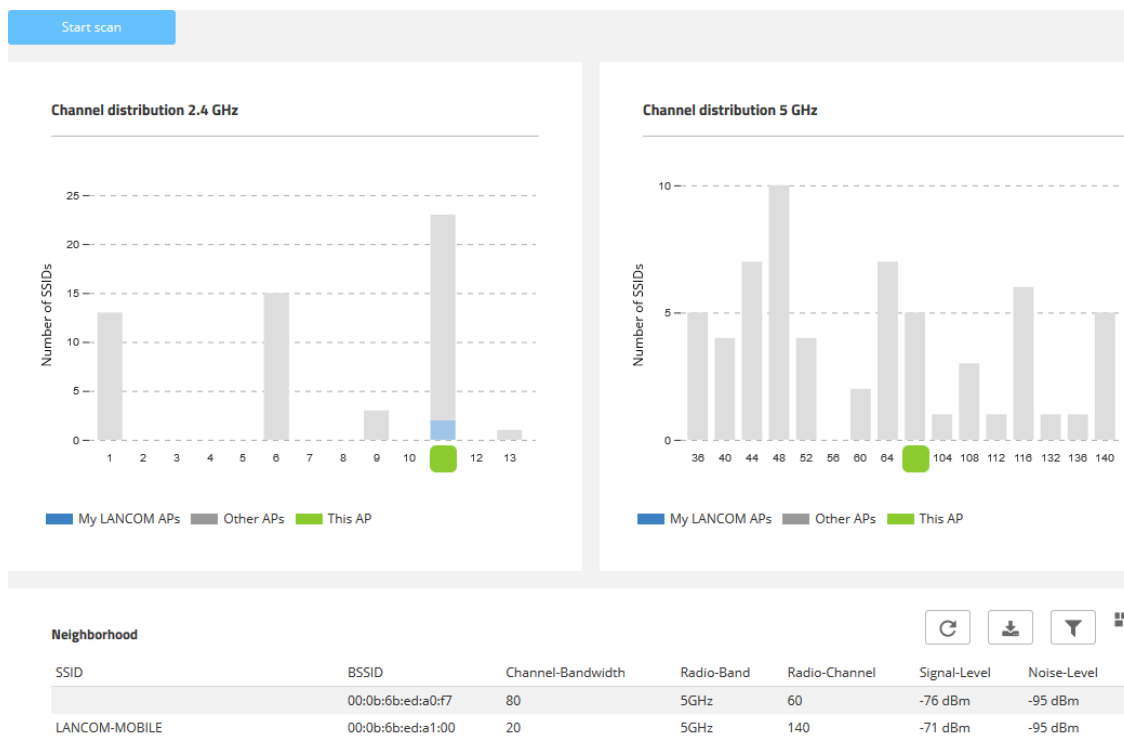 Start scan
Channel distribution 2.4 GHz
Number of SSIDs
25
20
15
10
5
0
1 2 3 4 5 6 7 8 9 10 12 13
My LANCOM APs Other APs This AP
Channel distribution 5 GHz
Number of SSIDs
10
5
0
36 40 44 48 52 56 60 64 104 108 112 116 132 136 140
My LANCOM APs Other APs This AP
Neighborhood
SSID BSSID Channel-Bandwidth Radio-Band Radio-Channel Signal-Level Noise-Level
00:0b:6b:ed:a0:f7 80 5GHz 60 -76 dBm -95 dBm
LANCOM-MOBILE 00:0b:6b:ed:a1:00 20 5GHz 140 -71 dBm -95 dBm